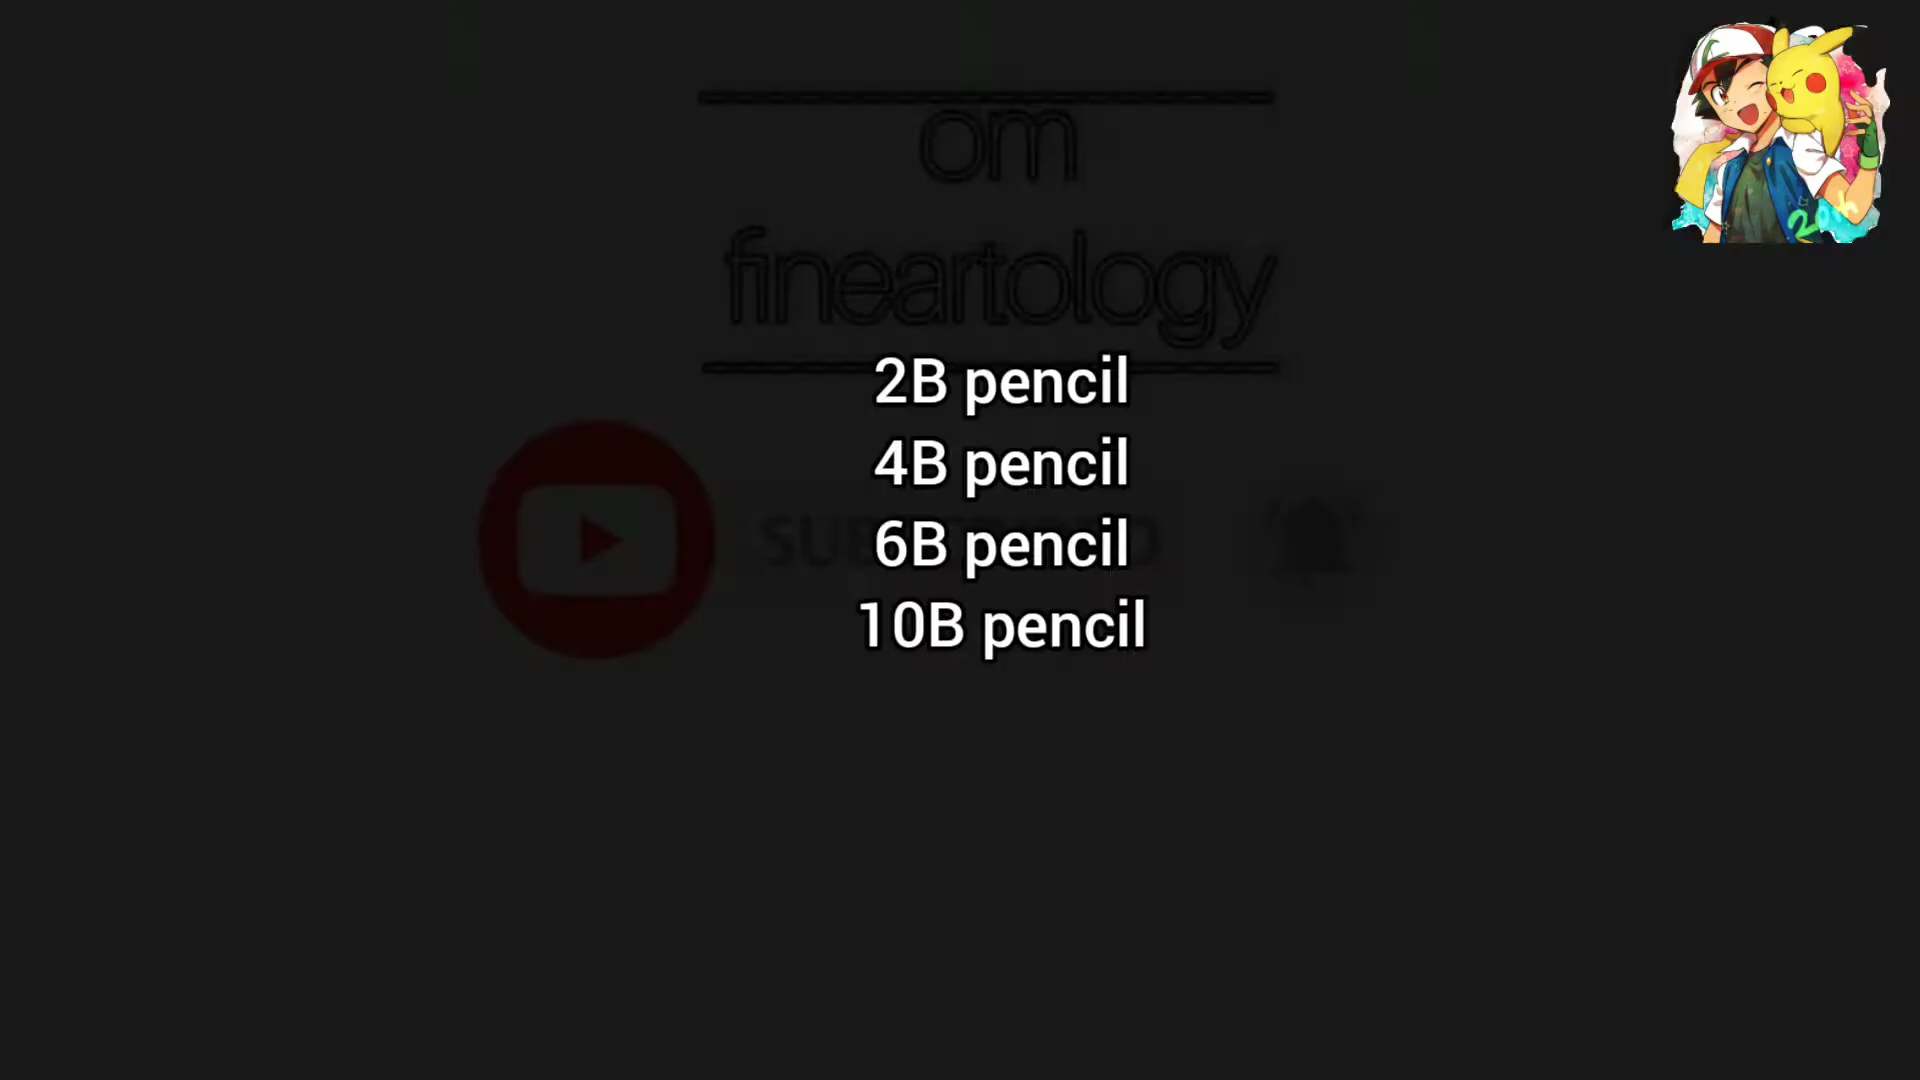 om
fineartology
2B pencil
4B pencil
6B pencil
10B pencil